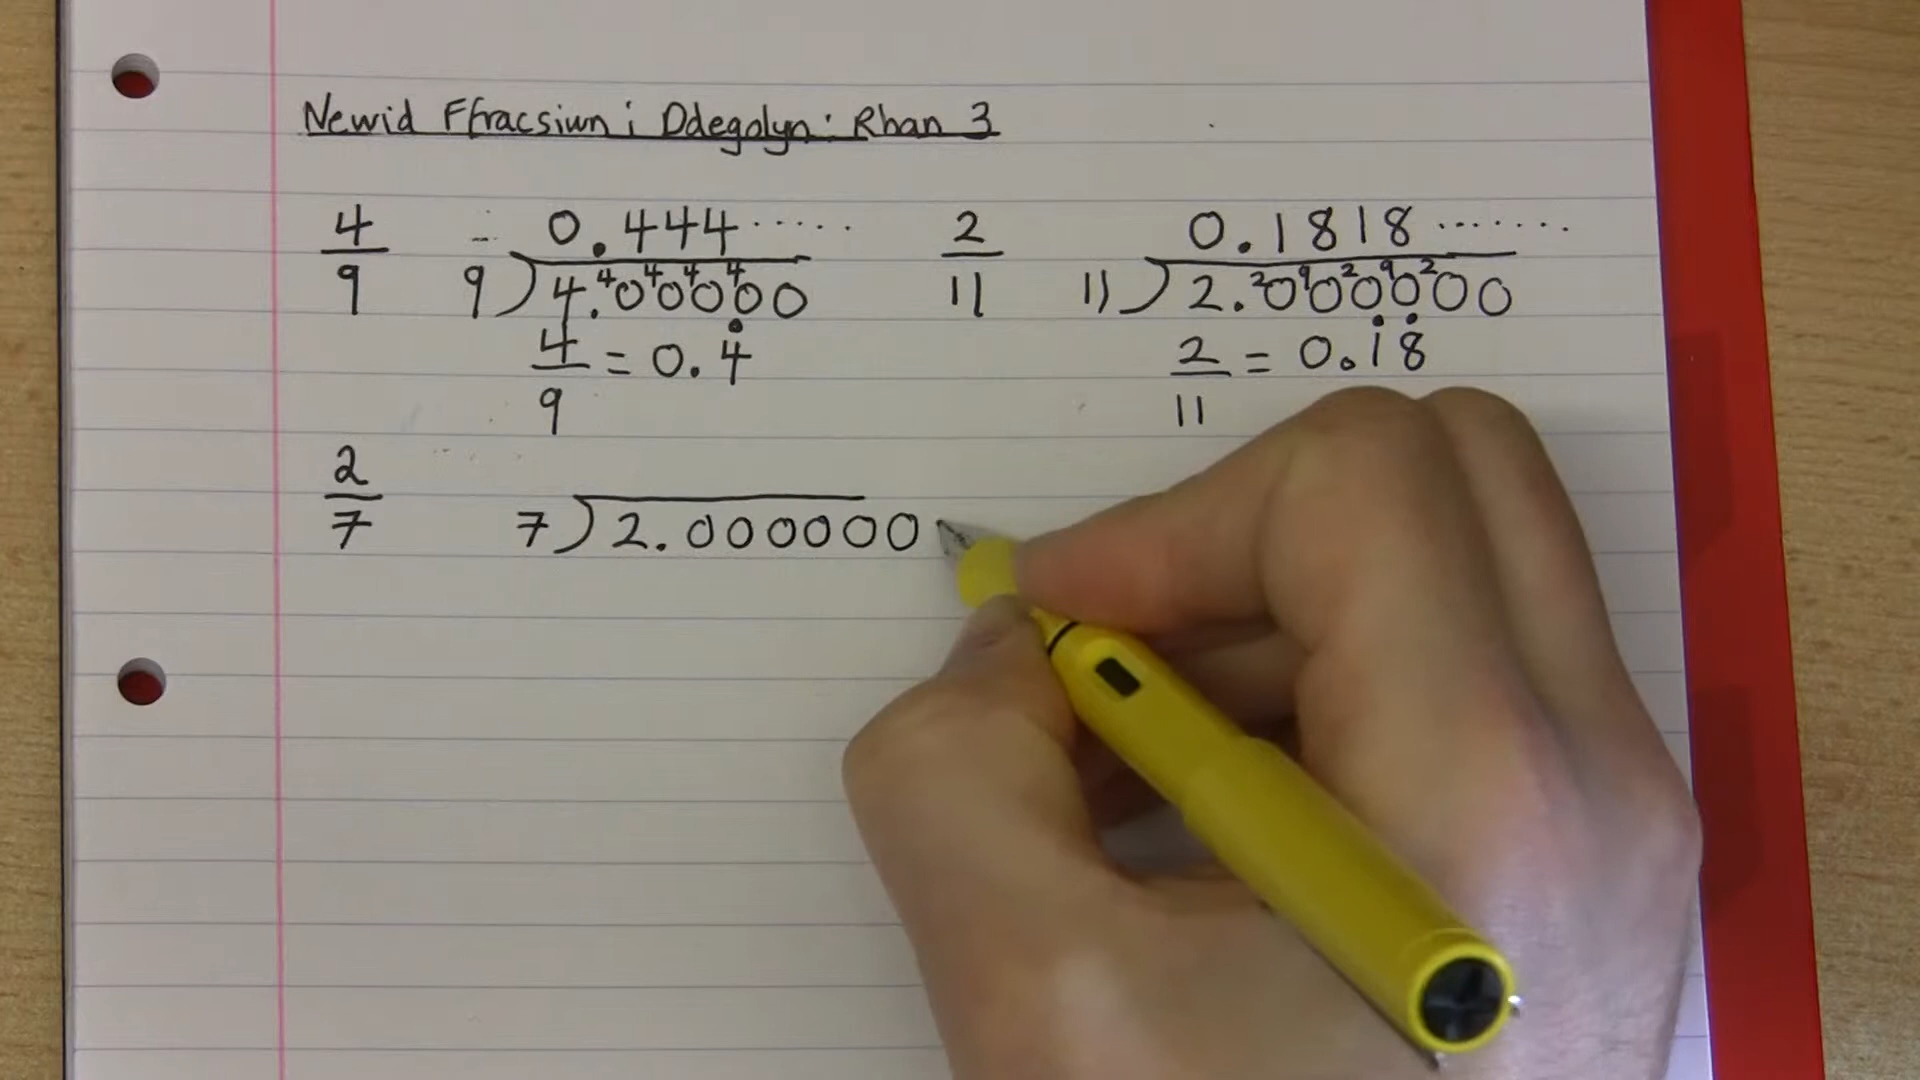 Newid Ffracsiwn i Ddegolyn: Rhan 3
4/9
0.444.....
9)4.⁴0⁴0⁴0⁴00
4/9 = 0.4̇
2/11
0.1818.......
11)2.²0⁹0²0⁹0²00
2/11 = 0.1̇8̇
2/7
7)2.000000